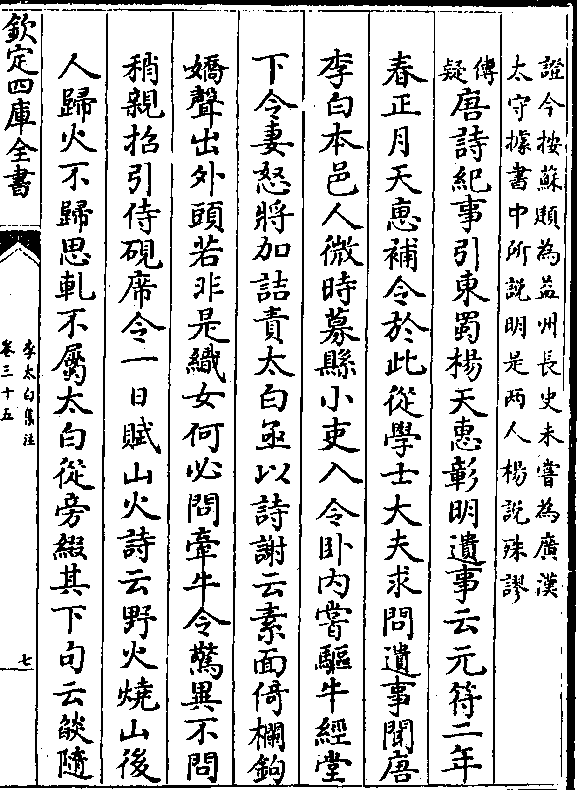 證今按蘇頲為益州長史未嘗為廣漢
太守據書中所說明是兩人楊說殊謬
傳疑唐詩紀事引東蜀楊天惠彰明遺事云元符二年
春正月天惠補令於此從學士大夫求問遺事聞唐
李白本邑人微時募縣小吏入令卧内嘗驅牛經堂
下令妻怒將加詰責太白亟以詩謝云素面倚欄鉤
嬌聲出外頭若非是織女何必問牽牛令驚異不問
稍親招引侍硯席令一日賦山火詩云野火燒山後
人歸火不歸思軋不屬太白從旁綴其下句云燄隨
欽定四庫全書
李太白集注
卷三十五
七